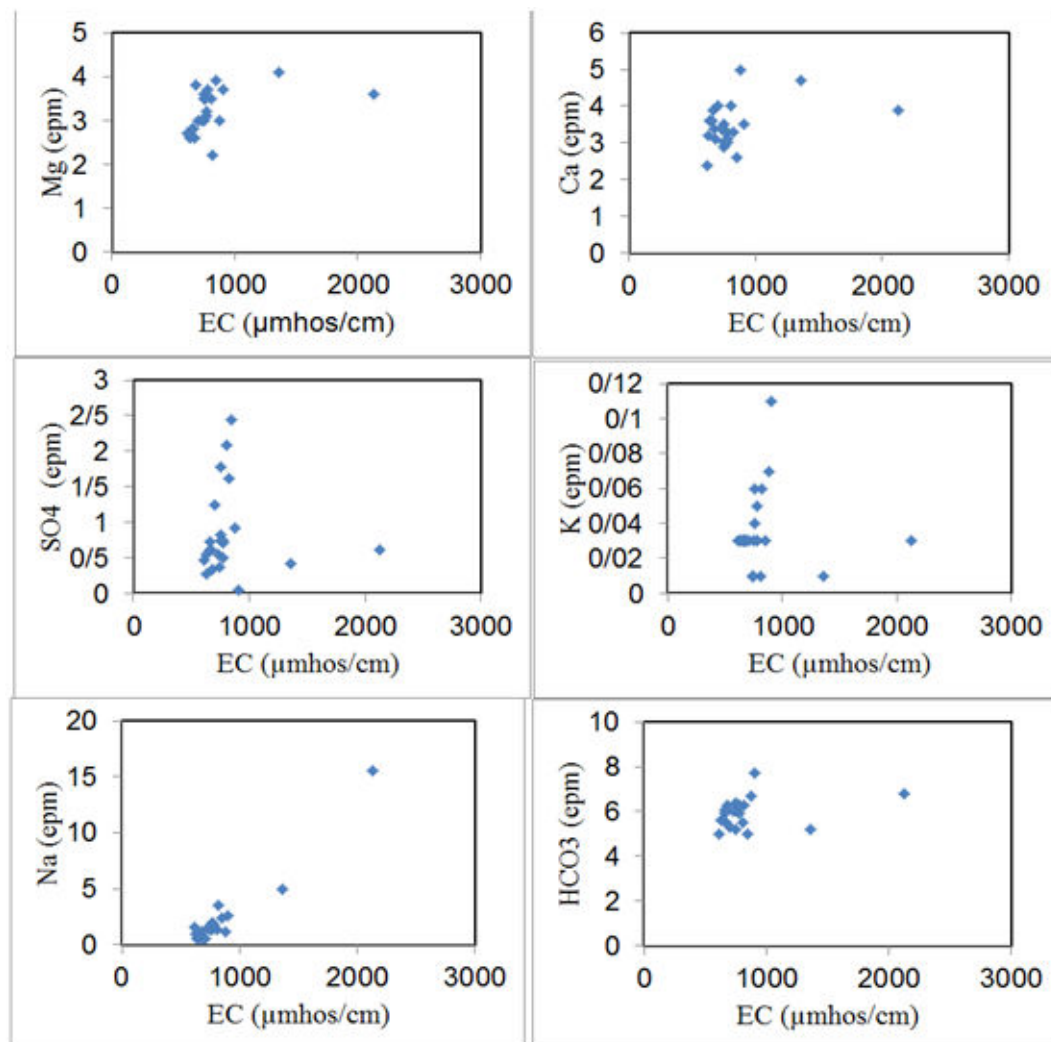 5
4
3
2
1
0
Mg (epm)
0 1000 2000 3000
EC (µmhos/cm)
6
5
4
3
2
1
0
Ca (epm)
0 1000 2000 3000
EC (µmhos/cm)
3
2/5
2
1/5
1
0/5
0
SO4 (epm)
0 1000 2000 3000
EC (µmhos/cm)
0/12
0/1
0/08
0/06
0/04
0/02
0
K (epm)
0 1000 2000 3000
EC (µmhos/cm)
20
15
10
5
0
Na (epm)
0 1000 2000 3000
EC (µmhos/cm)
10
8
6
4
2
0
HCO3 (epm)
0 1000 2000 3000
EC (µmhos/cm)